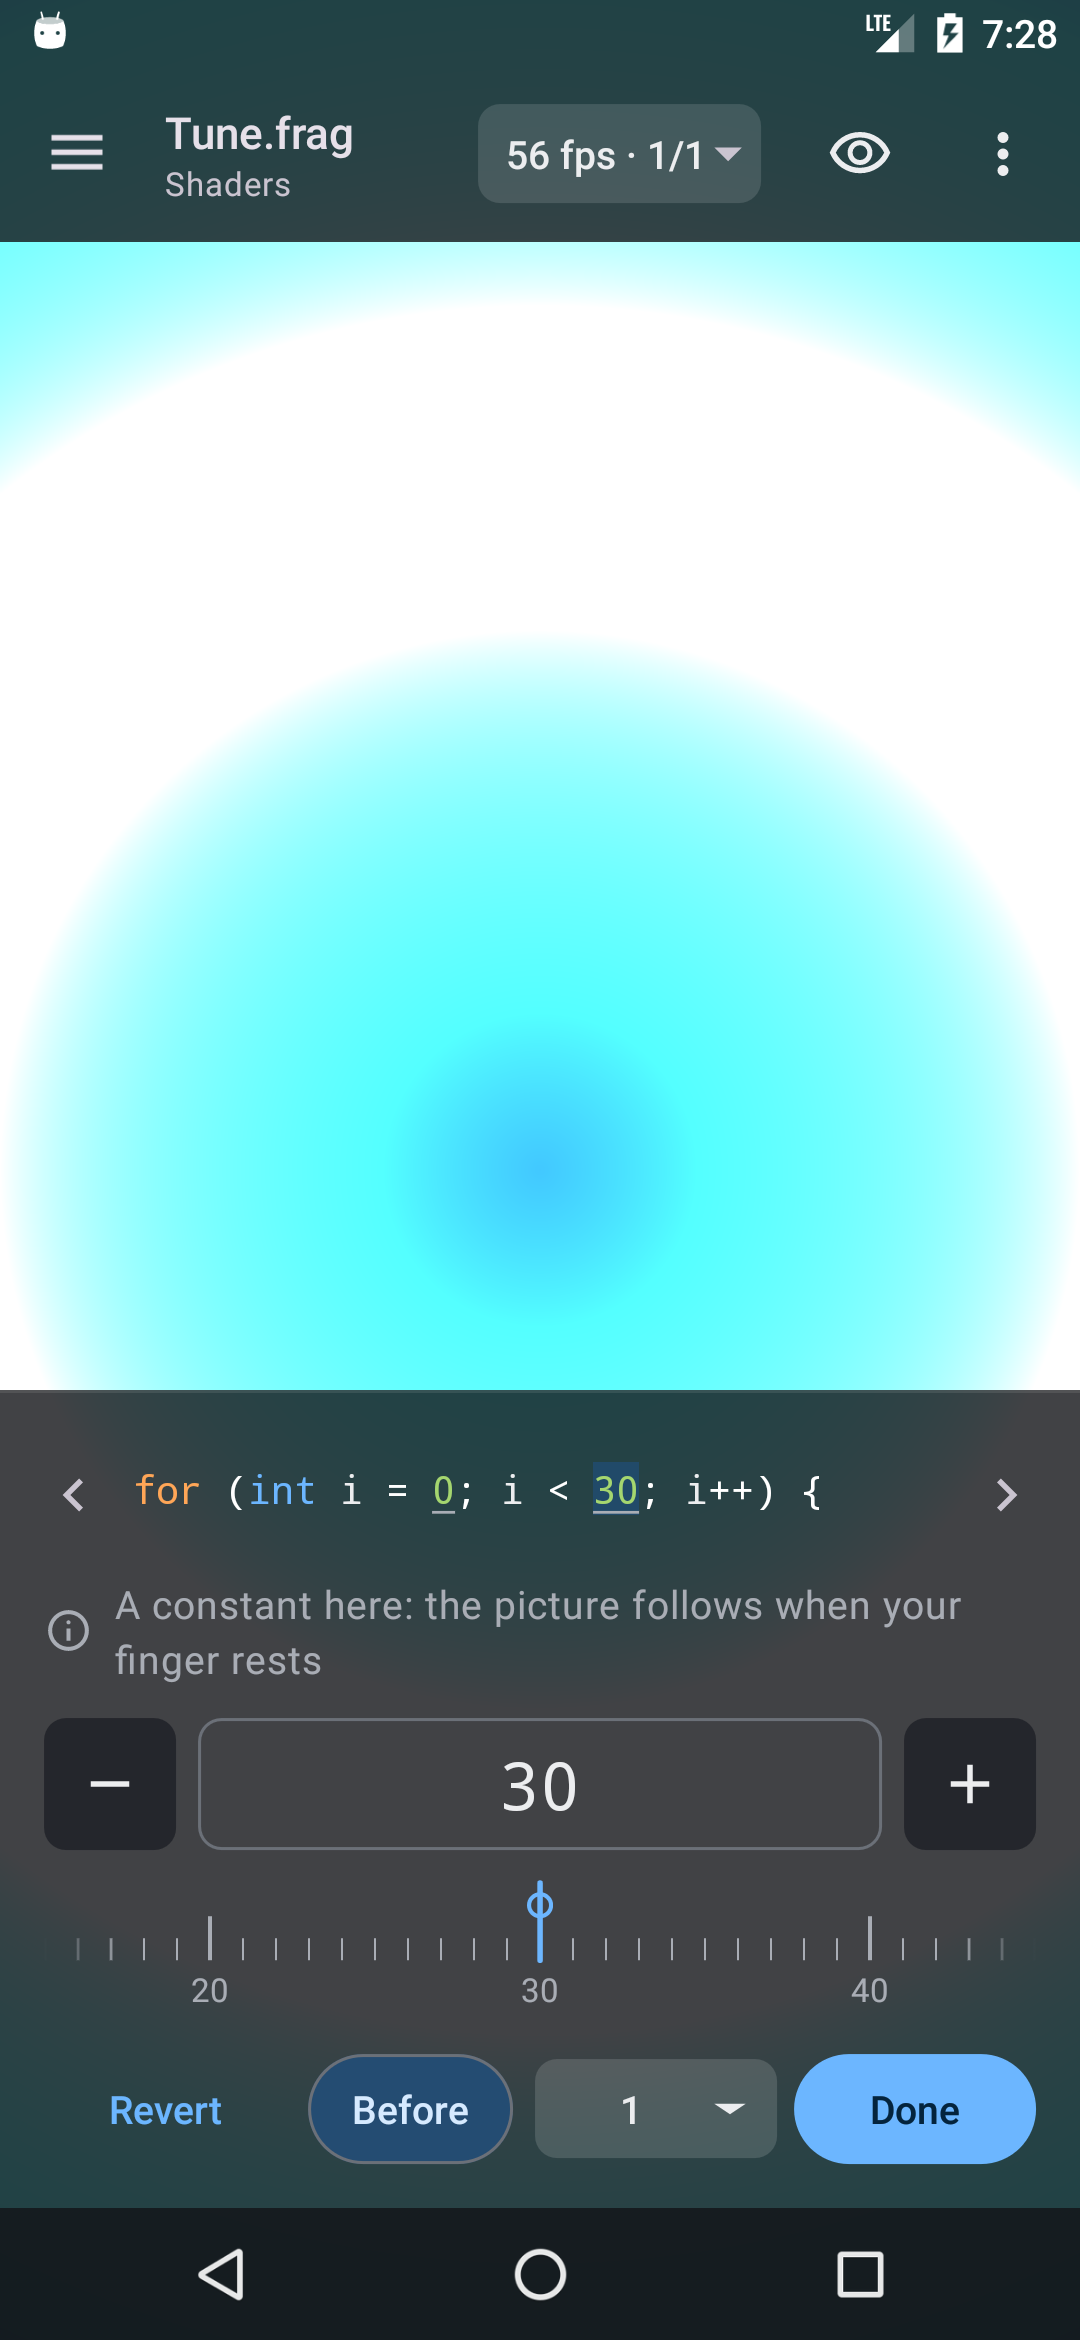 LTE 7:28
Tune.frag
Shaders
56 fps · 1/1
for (int i = 0; i < 30; i++) {
A constant here: the picture follows when your
finger rests
30
20 30 40
Revert Before 1 Done